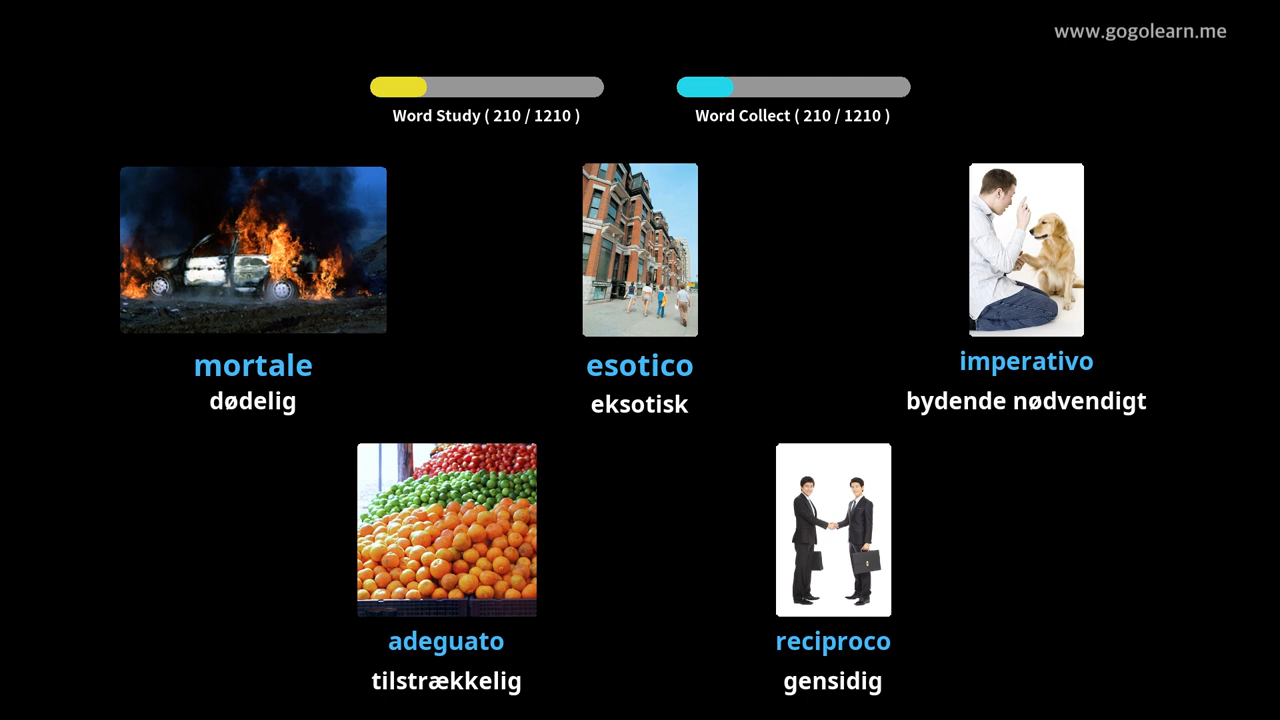 www.gogolearn.me
Word Study ( 210 / 1210 )
Word Collect ( 210 / 1210 )
mortale
dødelig
esotico
eksotisk
imperativo
bydende nødvendigt
adeguato
tilstrækkelig
reciproco
gensidig